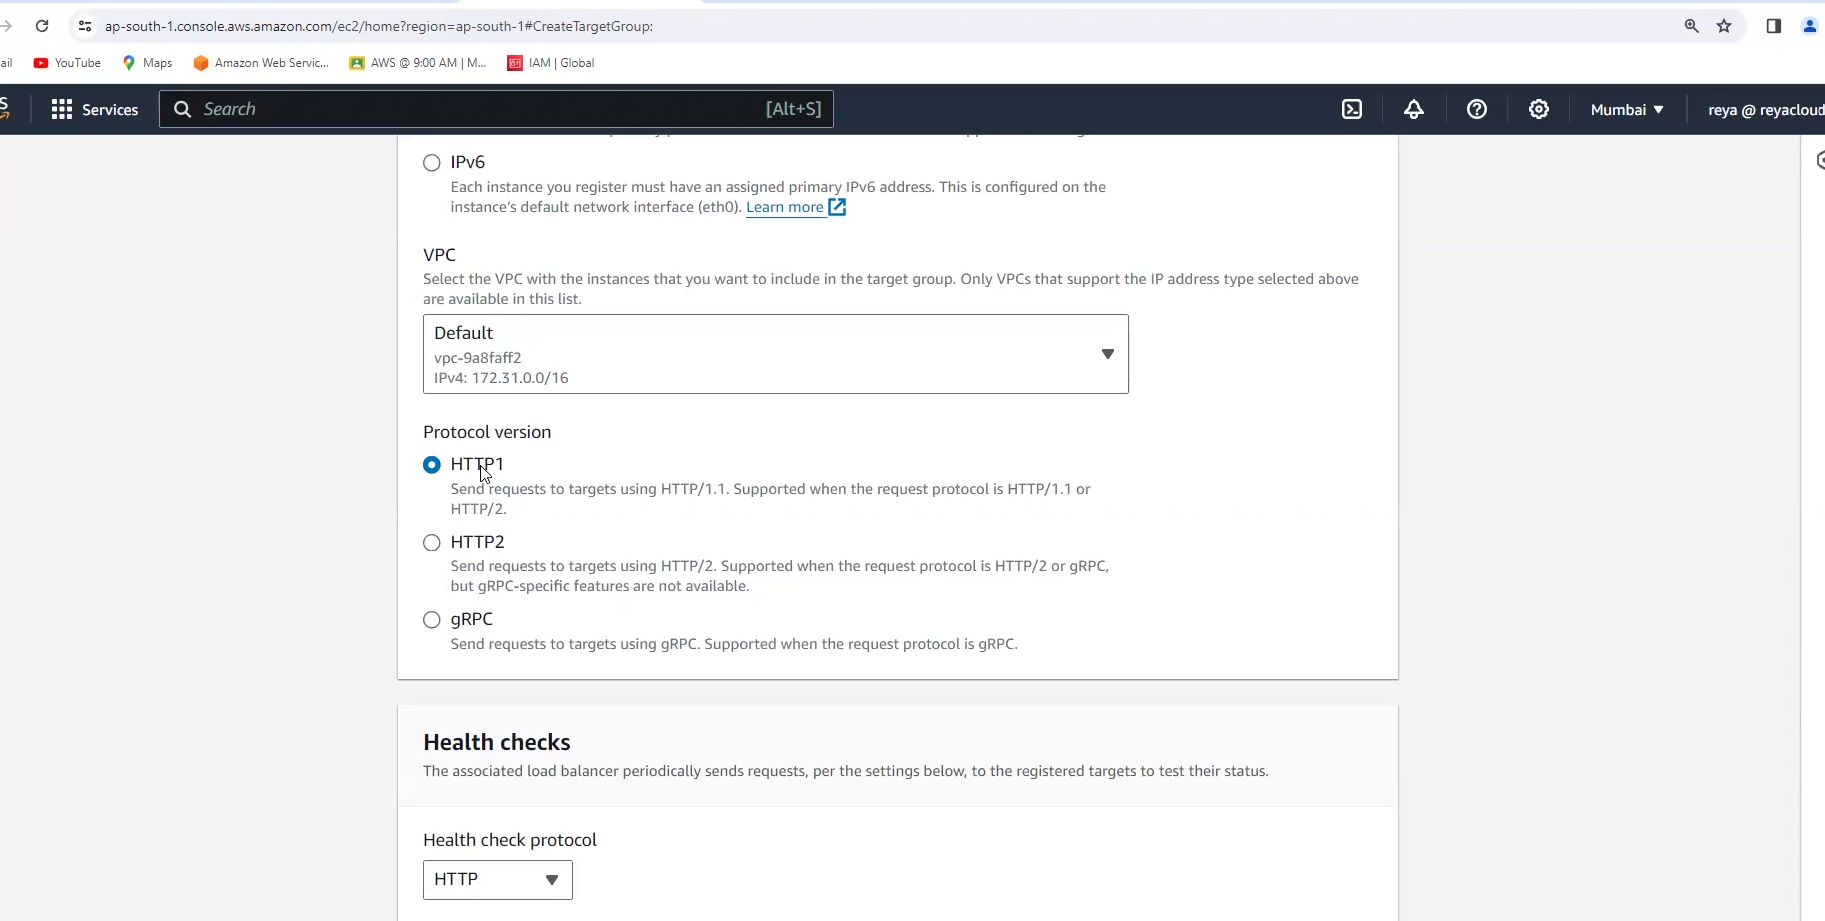 ap-south-1.console.aws.amazon.com/ec2/home?region=ap-south-1#CreateTargetGroup:
ail YouTube Maps Amazon Web Servic... AWS @ 9:00 AM | M... IAM | Global
Services Search [Alt+S] Mumbai ▼ reya @ reyacloud
IPv6
Each instance you register must have an assigned primary IPv6 address. This is configured on the
instance's default network interface (eth0). Learn more
VPC
Select the VPC with the instances that you want to include in the target group. Only VPCs that support the IP address type selected above
are available in this list.
Default
vpc-9a8faff2
IPv4: 172.31.0.0/16
Protocol version
HTTP1
Send requests to targets using HTTP/1.1. Supported when the request protocol is HTTP/1.1 or
HTTP/2.
HTTP2
Send requests to targets using HTTP/2. Supported when the request protocol is HTTP/2 or gRPC,
but gRPC-specific features are not available.
gRPC
Send requests to targets using gRPC. Supported when the request protocol is gRPC.
Health checks
The associated load balancer periodically sends requests, per the settings below, to the registered targets to test their status.
Health check protocol
HTTP